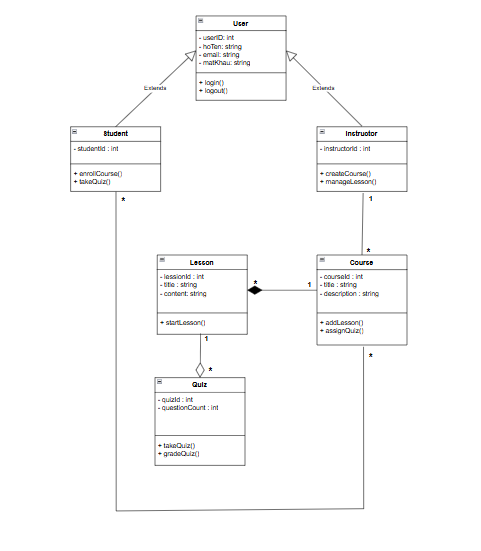 User
- userID: int
- hoTen: string
- email: string
- matKhau: string
+ login()
+ logout()
Extends
Extends
Student
- studentId : int
+ enrollCourse()
+ takeQuiz()
*
Instructor
- instructorId : int
+ createCourse()
+ manageLesson()
1
*
Lesson
- lessionId : int
- title : string
- content: string
+ startLesson()
*
1
Course
- courseId : int
- title : string
- description : string
+ addLesson()
+ assignQuiz()
1
*
*
Quiz
- quizId : int
- questionCount : int
+ takeQuiz()
+ gradeQuiz()